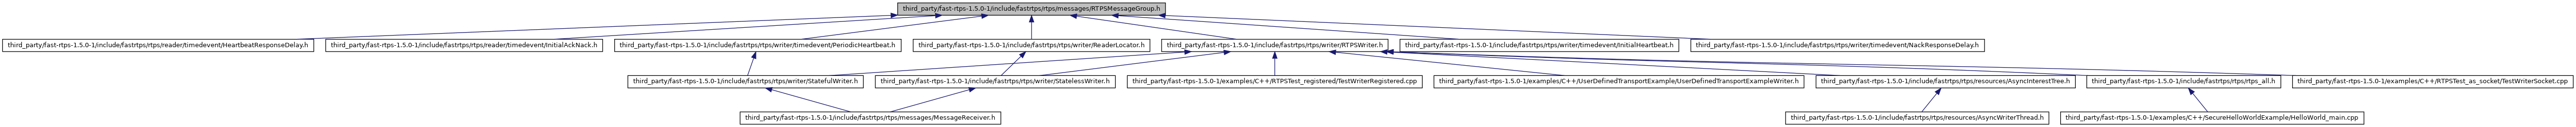 third_party/fast-rtps-1.5.0-1/include/fastrtps/rtps/messages/RTPSMessageGroup.h
third_party/fast-rtps-1.5.0-1/include/fastrtps/rtps/reader/timedevent/HeartbeatResponseDelay.h
third_party/fast-rtps-1.5.0-1/include/fastrtps/rtps/reader/timedevent/InitialAckNack.h
third_party/fast-rtps-1.5.0-1/include/fastrtps/rtps/writer/timedevent/PeriodicHeartbeat.h
third_party/fast-rtps-1.5.0-1/include/fastrtps/rtps/writer/ReaderLocator.h
third_party/fast-rtps-1.5.0-1/include/fastrtps/rtps/writer/RTPSWriter.h
third_party/fast-rtps-1.5.0-1/include/fastrtps/rtps/writer/timedevent/InitialHeartbeat.h
third_party/fast-rtps-1.5.0-1/include/fastrtps/rtps/writer/timedevent/NackResponseDelay.h
third_party/fast-rtps-1.5.0-1/include/fastrtps/rtps/writer/StatefulWriter.h
third_party/fast-rtps-1.5.0-1/include/fastrtps/rtps/writer/StatelessWriter.h
third_party/fast-rtps-1.5.0-1/examples/C++/RTPSTest_registered/TestWriterRegistered.cpp
third_party/fast-rtps-1.5.0-1/examples/C++/UserDefinedTransportExample/UserDefinedTransportExampleWriter.h
third_party/fast-rtps-1.5.0-1/include/fastrtps/rtps/resources/AsyncInterestTree.h
third_party/fast-rtps-1.5.0-1/include/fastrtps/rtps/rtps_all.h
third_party/fast-rtps-1.5.0-1/examples/C++/RTPSTest_as_socket/TestWriterSocket.cpp
third_party/fast-rtps-1.5.0-1/include/fastrtps/rtps/messages/MessageReceiver.h
third_party/fast-rtps-1.5.0-1/include/fastrtps/rtps/resources/AsyncWriterThread.h
third_party/fast-rtps-1.5.0-1/examples/C++/SecureHelloWorldExample/HelloWorld_main.cpp